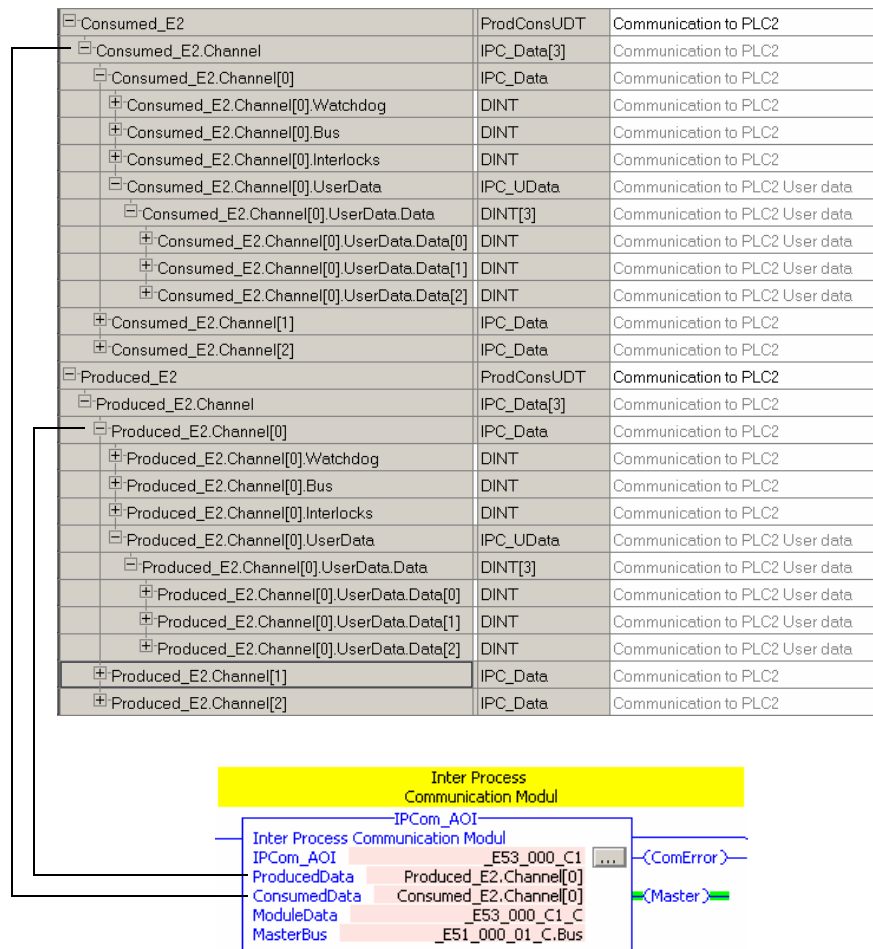 Consumed_E2 ProdConsUDT Communication to PLC2
Consumed_E2.Channel IPC_Data[3] Communication to PLC2
Consumed_E2.Channel[0] IPC_Data Communication to PLC2
Consumed_E2.Channel[0].Watchdog DINT Communication to PLC2
Consumed_E2.Channel[0].Bus DINT Communication to PLC2
Consumed_E2.Channel[0].Interlocks DINT Communication to PLC2
Consumed_E2.Channel[0].UserData IPC_UData Communication to PLC2 User data
Consumed_E2.Channel[0].UserData.Data DINT[3] Communication to PLC2 User data
Consumed_E2.Channel[0].UserData.Data[0] DINT Communication to PLC2 User data
Consumed_E2.Channel[0].UserData.Data[1] DINT Communication to PLC2 User data
Consumed_E2.Channel[0].UserData.Data[2] DINT Communication to PLC2 User data
Consumed_E2.Channel[1] IPC_Data Communication to PLC2
Consumed_E2.Channel[2] IPC_Data Communication to PLC2
Produced_E2 ProdConsUDT Communication to PLC2
Produced_E2.Channel IPC_Data[3] Communication to PLC2
Produced_E2.Channel[0] IPC_Data Communication to PLC2
Produced_E2.Channel[0].Watchdog DINT Communication to PLC2
Produced_E2.Channel[0].Bus DINT Communication to PLC2
Produced_E2.Channel[0].Interlocks DINT Communication to PLC2
Produced_E2.Channel[0].UserData IPC_UData Communication to PLC2 User data
Produced_E2.Channel[0].UserData.Data DINT[3] Communication to PLC2 User data
Produced_E2.Channel[0].UserData.Data[0] DINT Communication to PLC2 User data
Produced_E2.Channel[0].UserData.Data[1] DINT Communication to PLC2 User data
Produced_E2.Channel[0].UserData.Data[2] DINT Communication to PLC2 User data
Produced_E2.Channel[1] IPC_Data Communication to PLC2
Produced_E2.Channel[2] IPC_Data Communication to PLC2
Inter Process
Communication Modul
IPCom_AOI
Inter Process Communication Modul
IPCom_AOI _E53_000_C1 ... (ComError)
ProducedData Produced_E2.Channel[0]
ConsumedData Consumed_E2.Channel[0] (Master)
ModuleData _E53_000_C1_C
MasterBus _E51_000_01_C.Bus